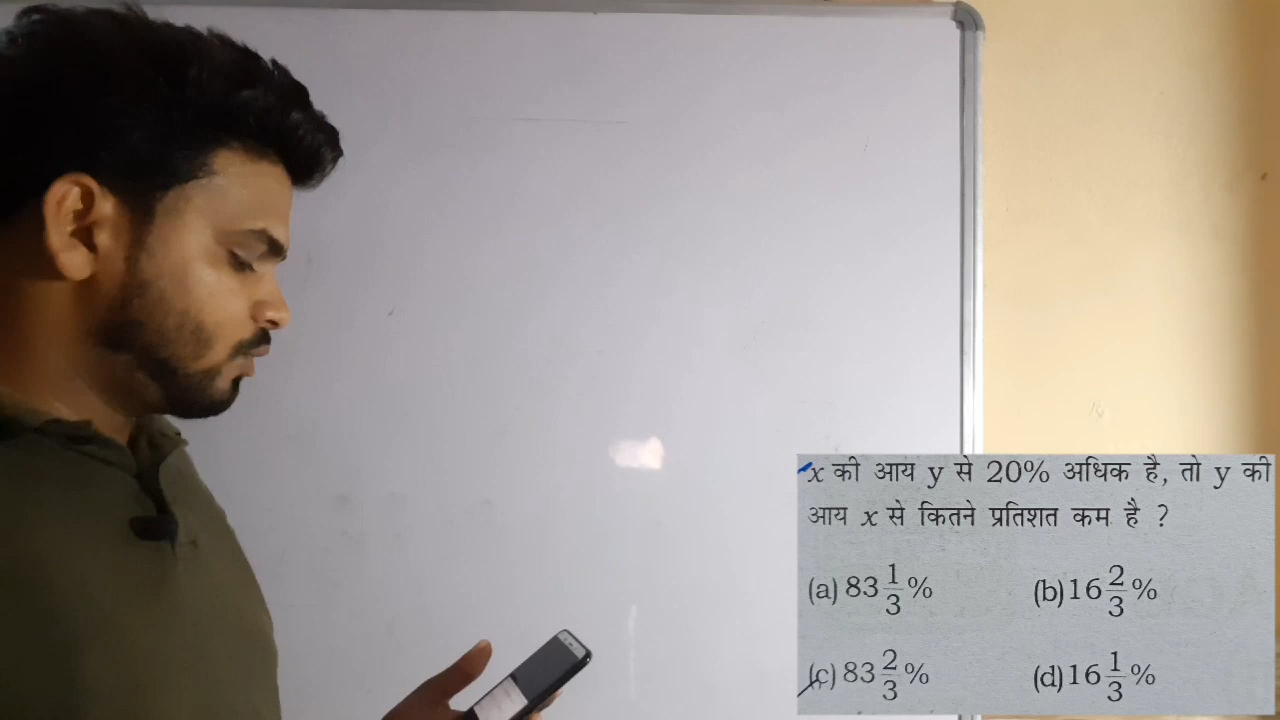 x की आय y से 20% अधिक है, तो y की
आय x से कितने प्रतिशत कम है ?
(a) 83 1/3 % (b) 16 2/3 %
(c) 83 2/3 % (d) 16 1/3 %